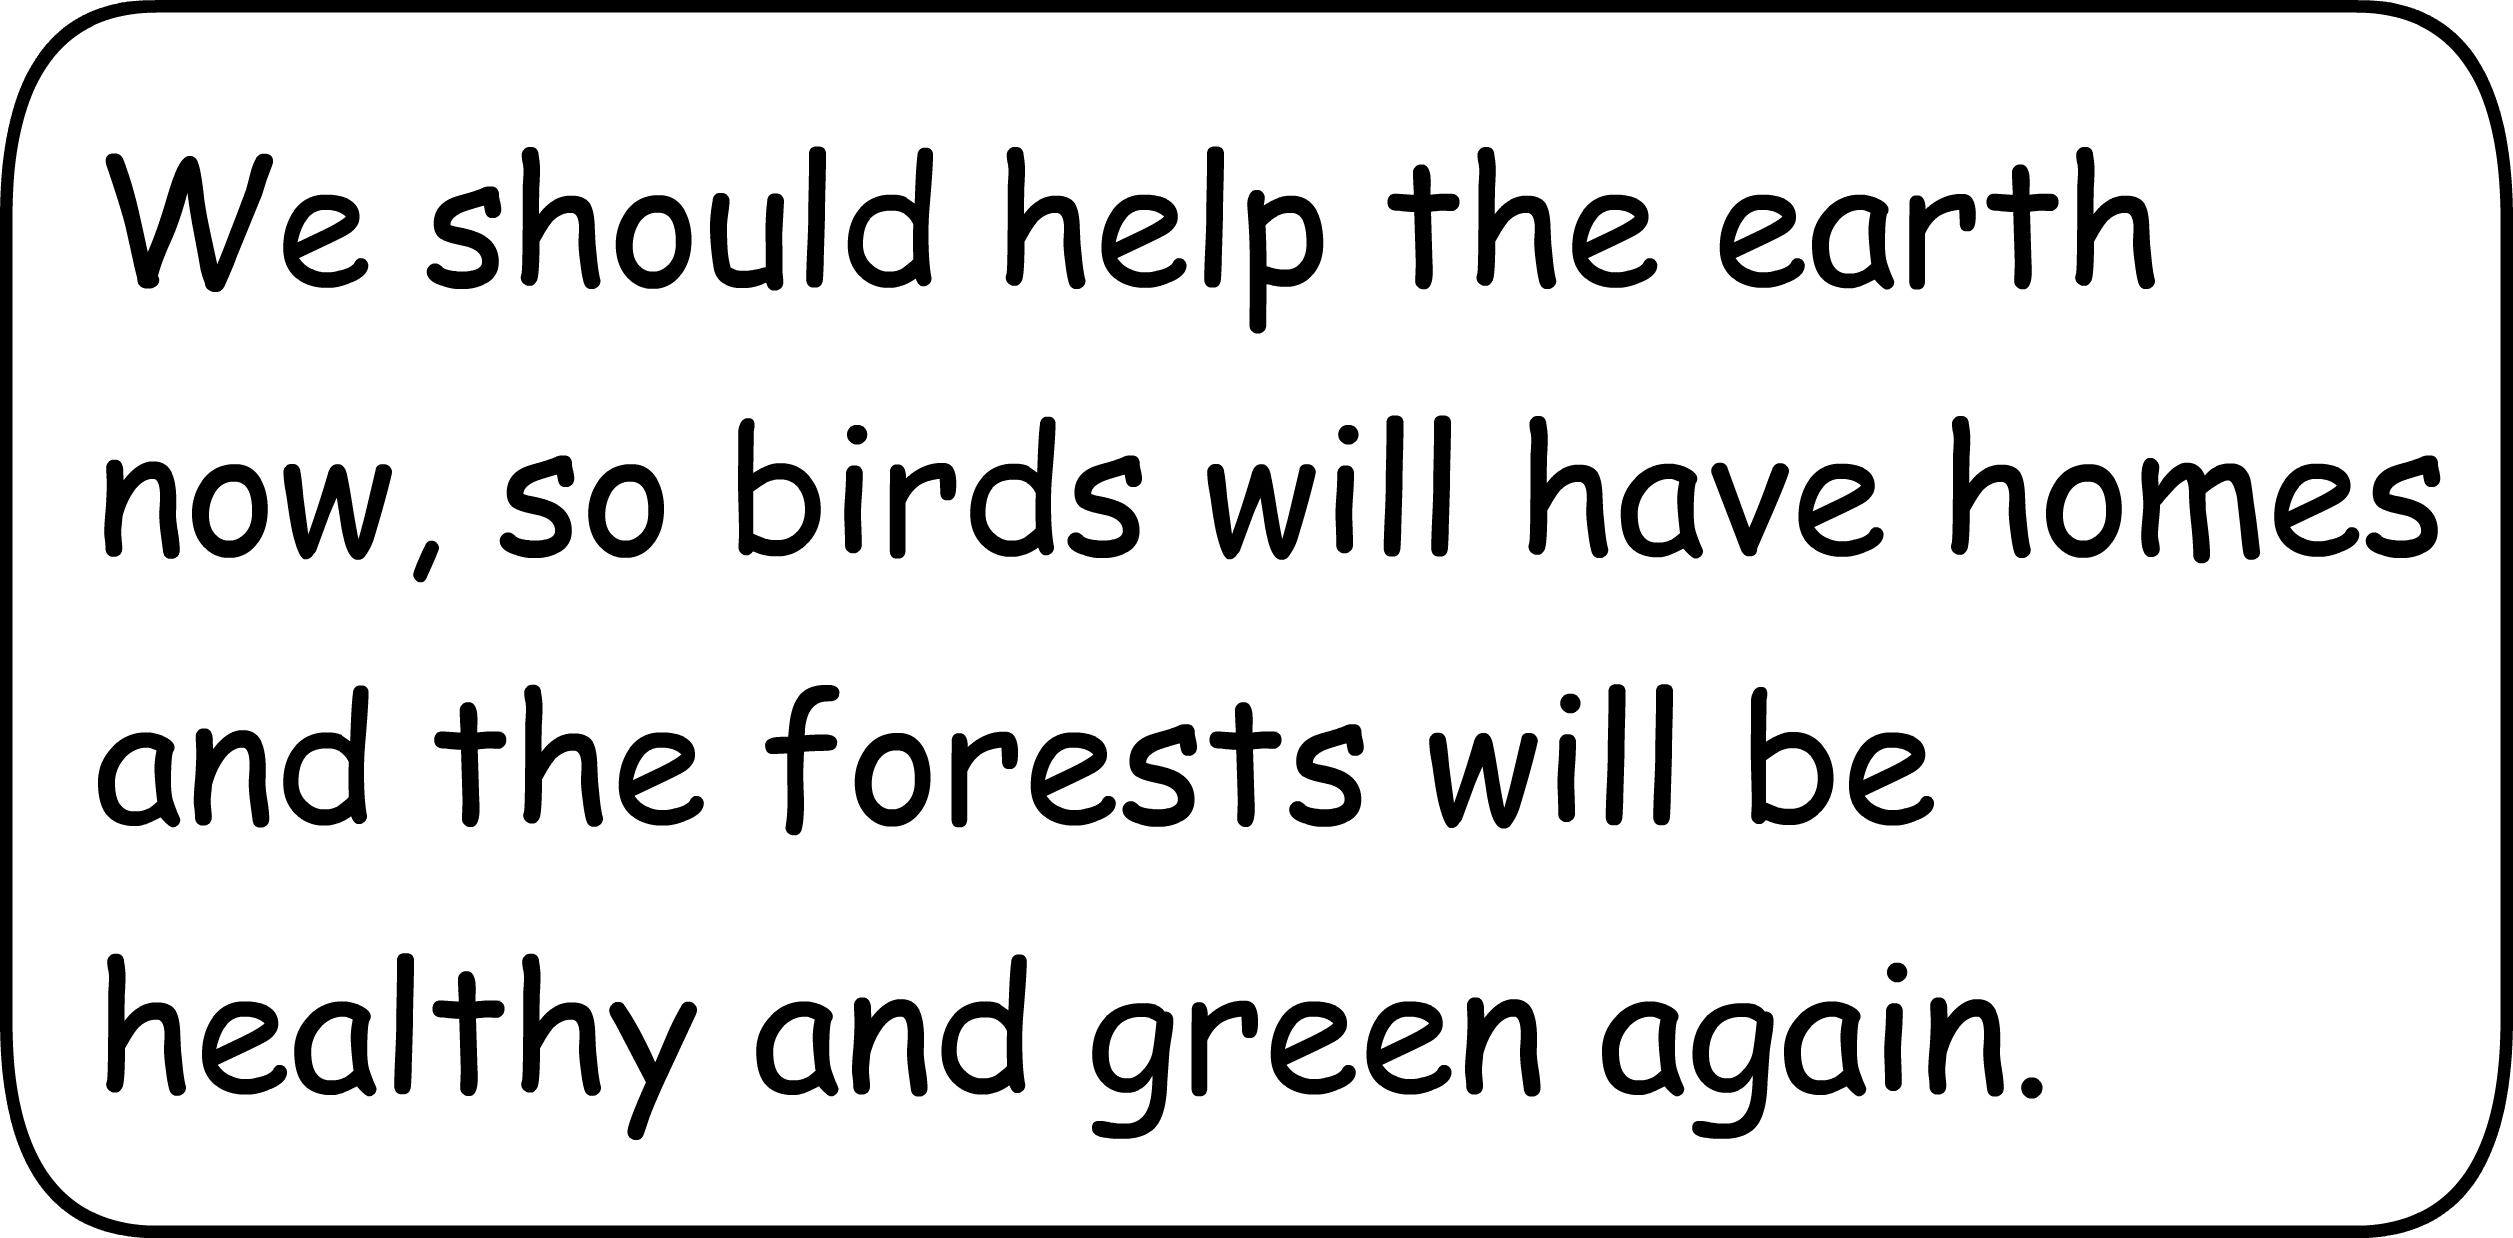 We should help the earth
now, so birds will have homes
and the forests will be
healthy and green again.